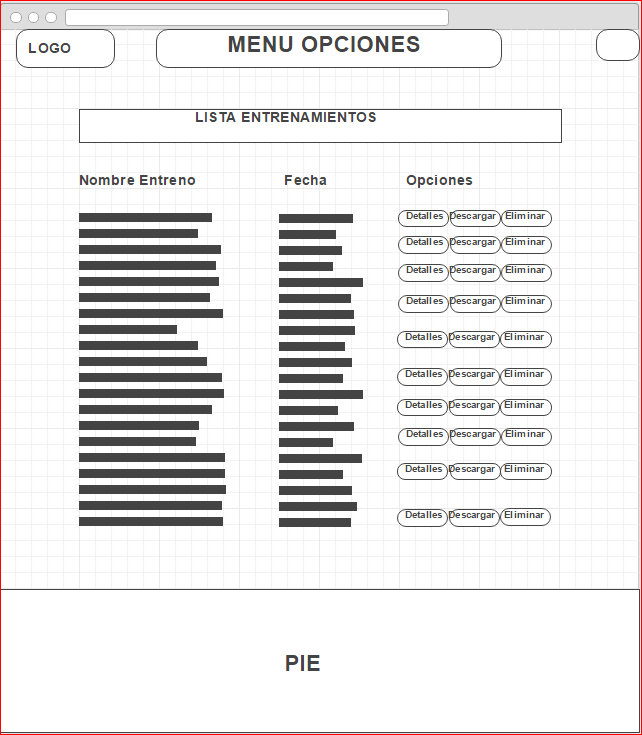 LOGO
MENU OPCIONES
LISTA ENTRENAMIENTOS
Nombre Entreno Fecha Opciones
Detalles Descargar Eliminar
Detalles Descargar Eliminar
Detalles Descargar Eliminar
Detalles Descargar Eliminar
Detalles Descargar Eliminar
Detalles Descargar Eliminar
Detalles Descargar Eliminar
Detalles Descargar Eliminar
Detalles Descargar Eliminar
Detalles Descargar Eliminar
PIE